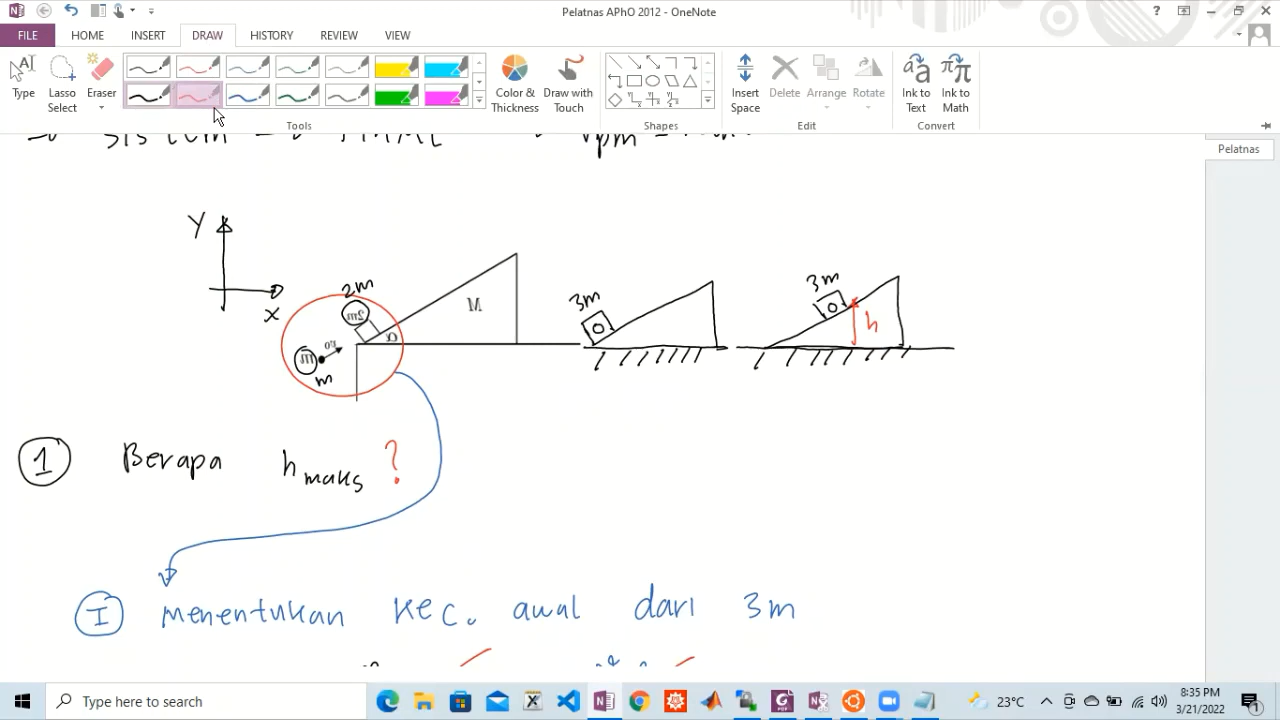 Pelatnas APhO 2012 - OneNote
?
FILE HOME INSERT DRAW HISTORY REVIEW VIEW
Type
Lasso Select
Eraser
Color & Thickness
Draw with Touch
Insert Space
Delete
Arrange
Rotate
Ink to Text
Ink to Math
Tools
Shapes
Edit
Convert
Pelatnas
sistem
Y
x
2m
2m
M
α
m
m
3m
3m
h
1 Berapa h maks ?
I menentukan kec. awal dari 3m
Type here to search
23°C
8:35 PM
3/21/2022
1